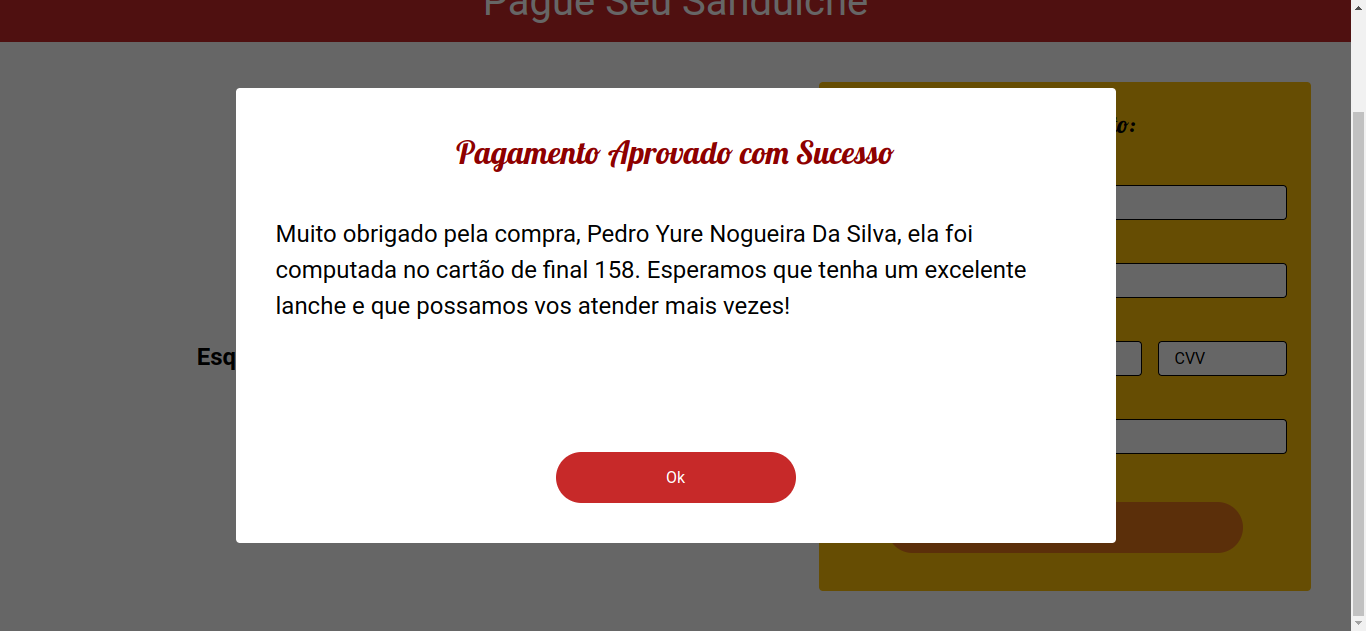 Pague Seu Sanduíche
to:
Pagamento Aprovado com Sucesso
Muito obrigado pela compra, Pedro Yure Nogueira Da Silva, ela foi
computada no cartão de final 158. Esperamos que tenha um excelente
lanche e que possamos vos atender mais vezes!
Esq
CVV
Ok